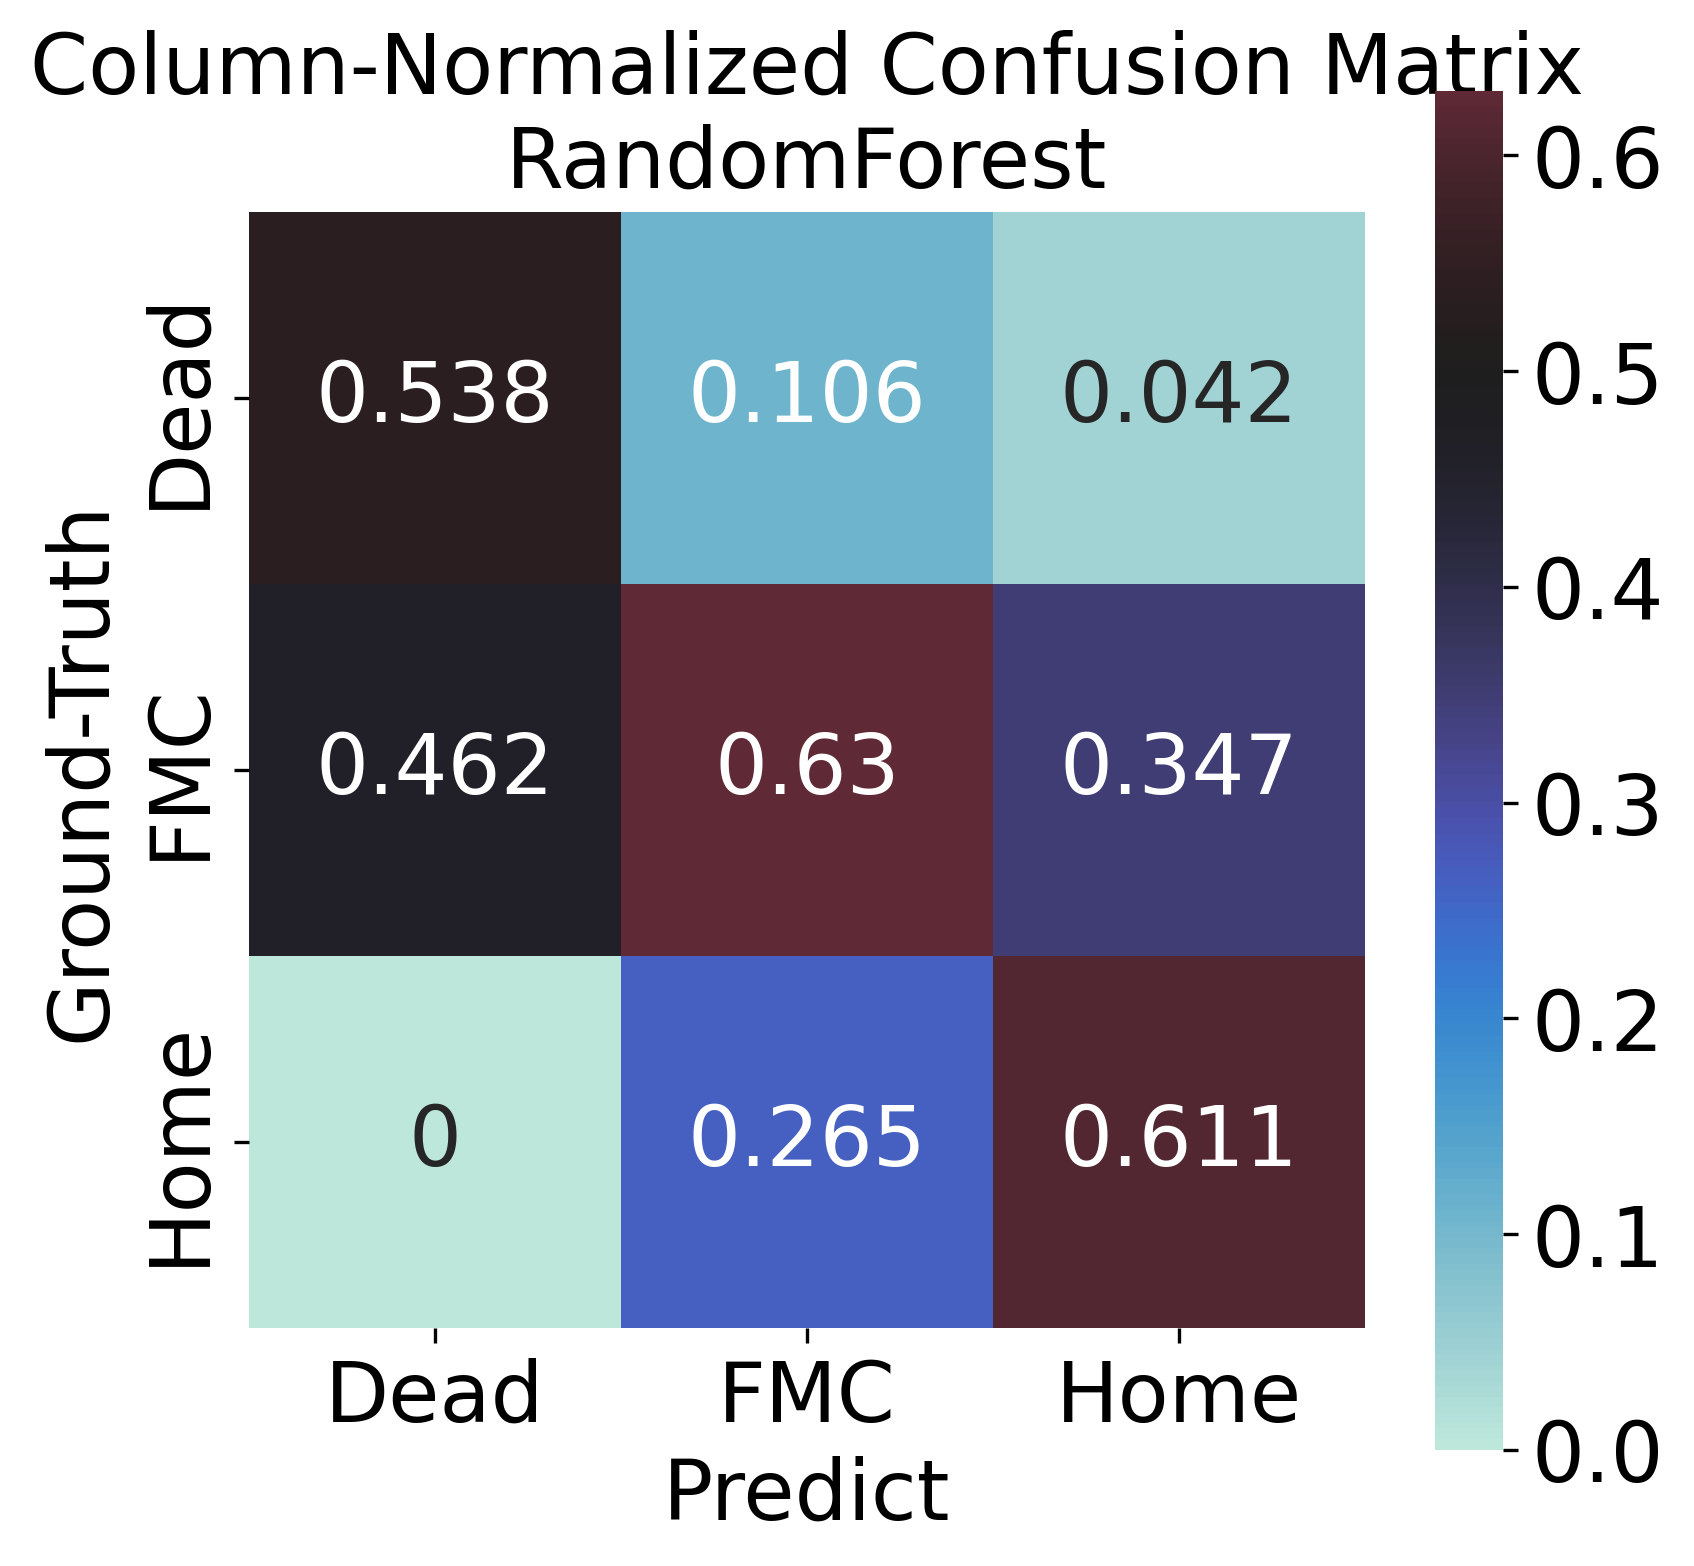 Column-Normalized Confusion Matrix
RandomForest
Ground-Truth
Dead
0.538 0.106 0.042
FMC
0.462 0.63 0.347
Home
0 0.265 0.611
Dead FMC Home
Predict
0.6
0.5
0.4
0.3
0.2
0.1
0.0